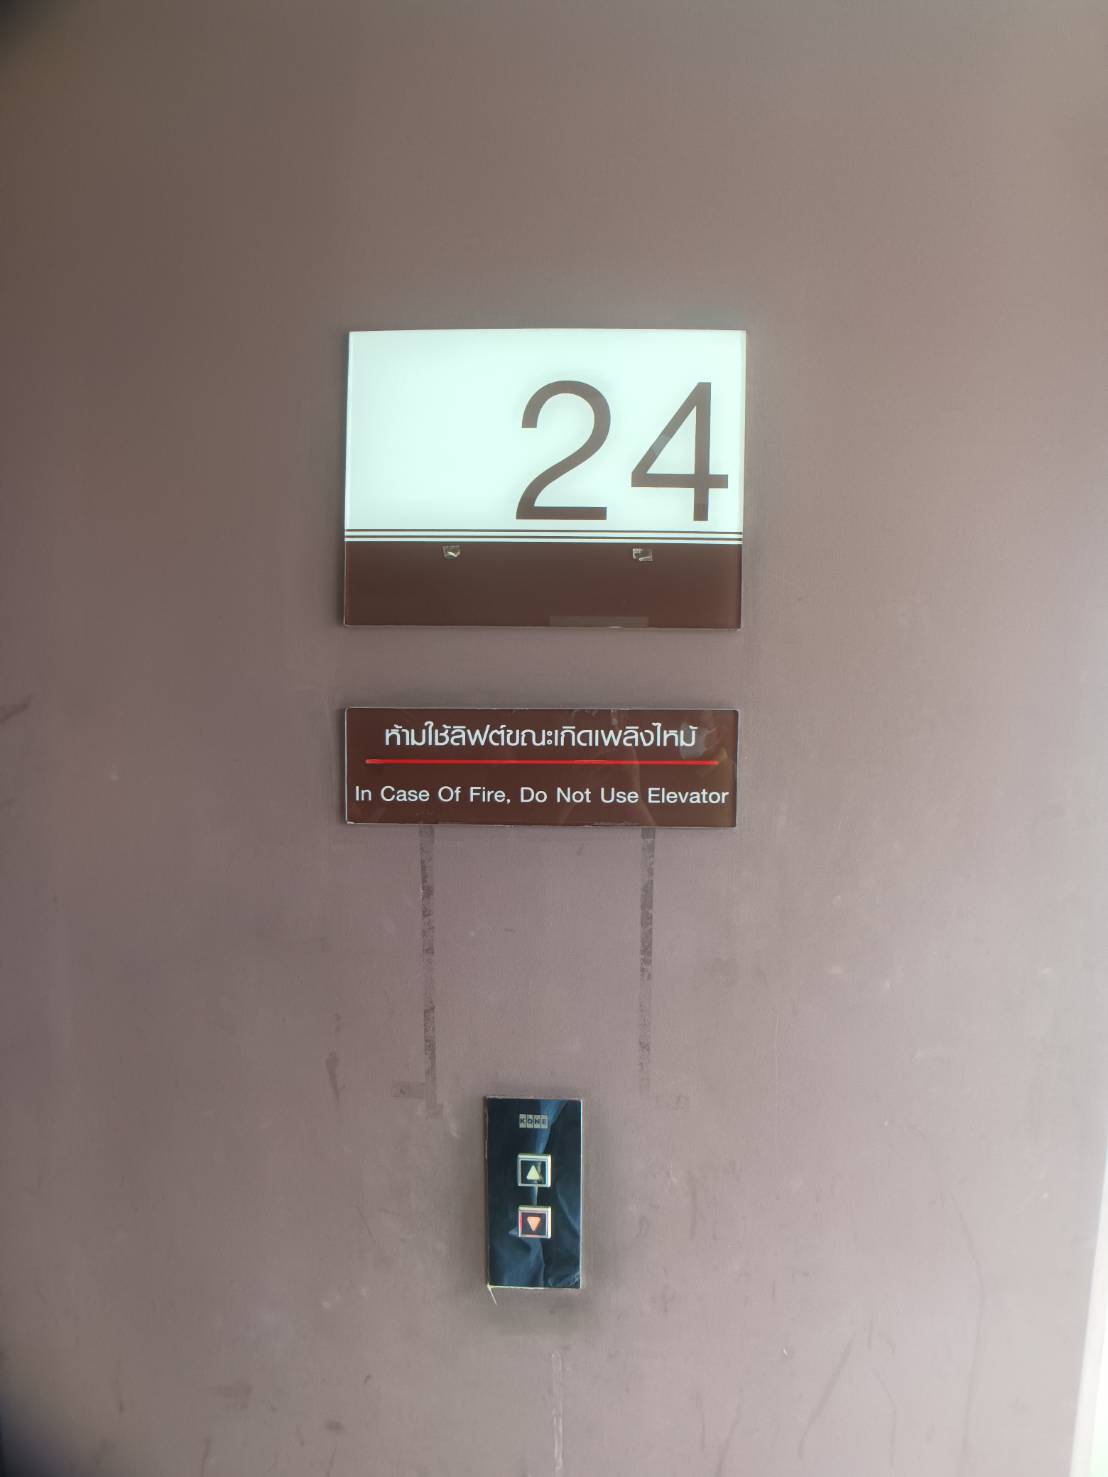 24
ห้ามใช้ลิฟต์ขณะเกิดเพลิงไหม้
In Case Of Fire, Do Not Use Elevator
KONE